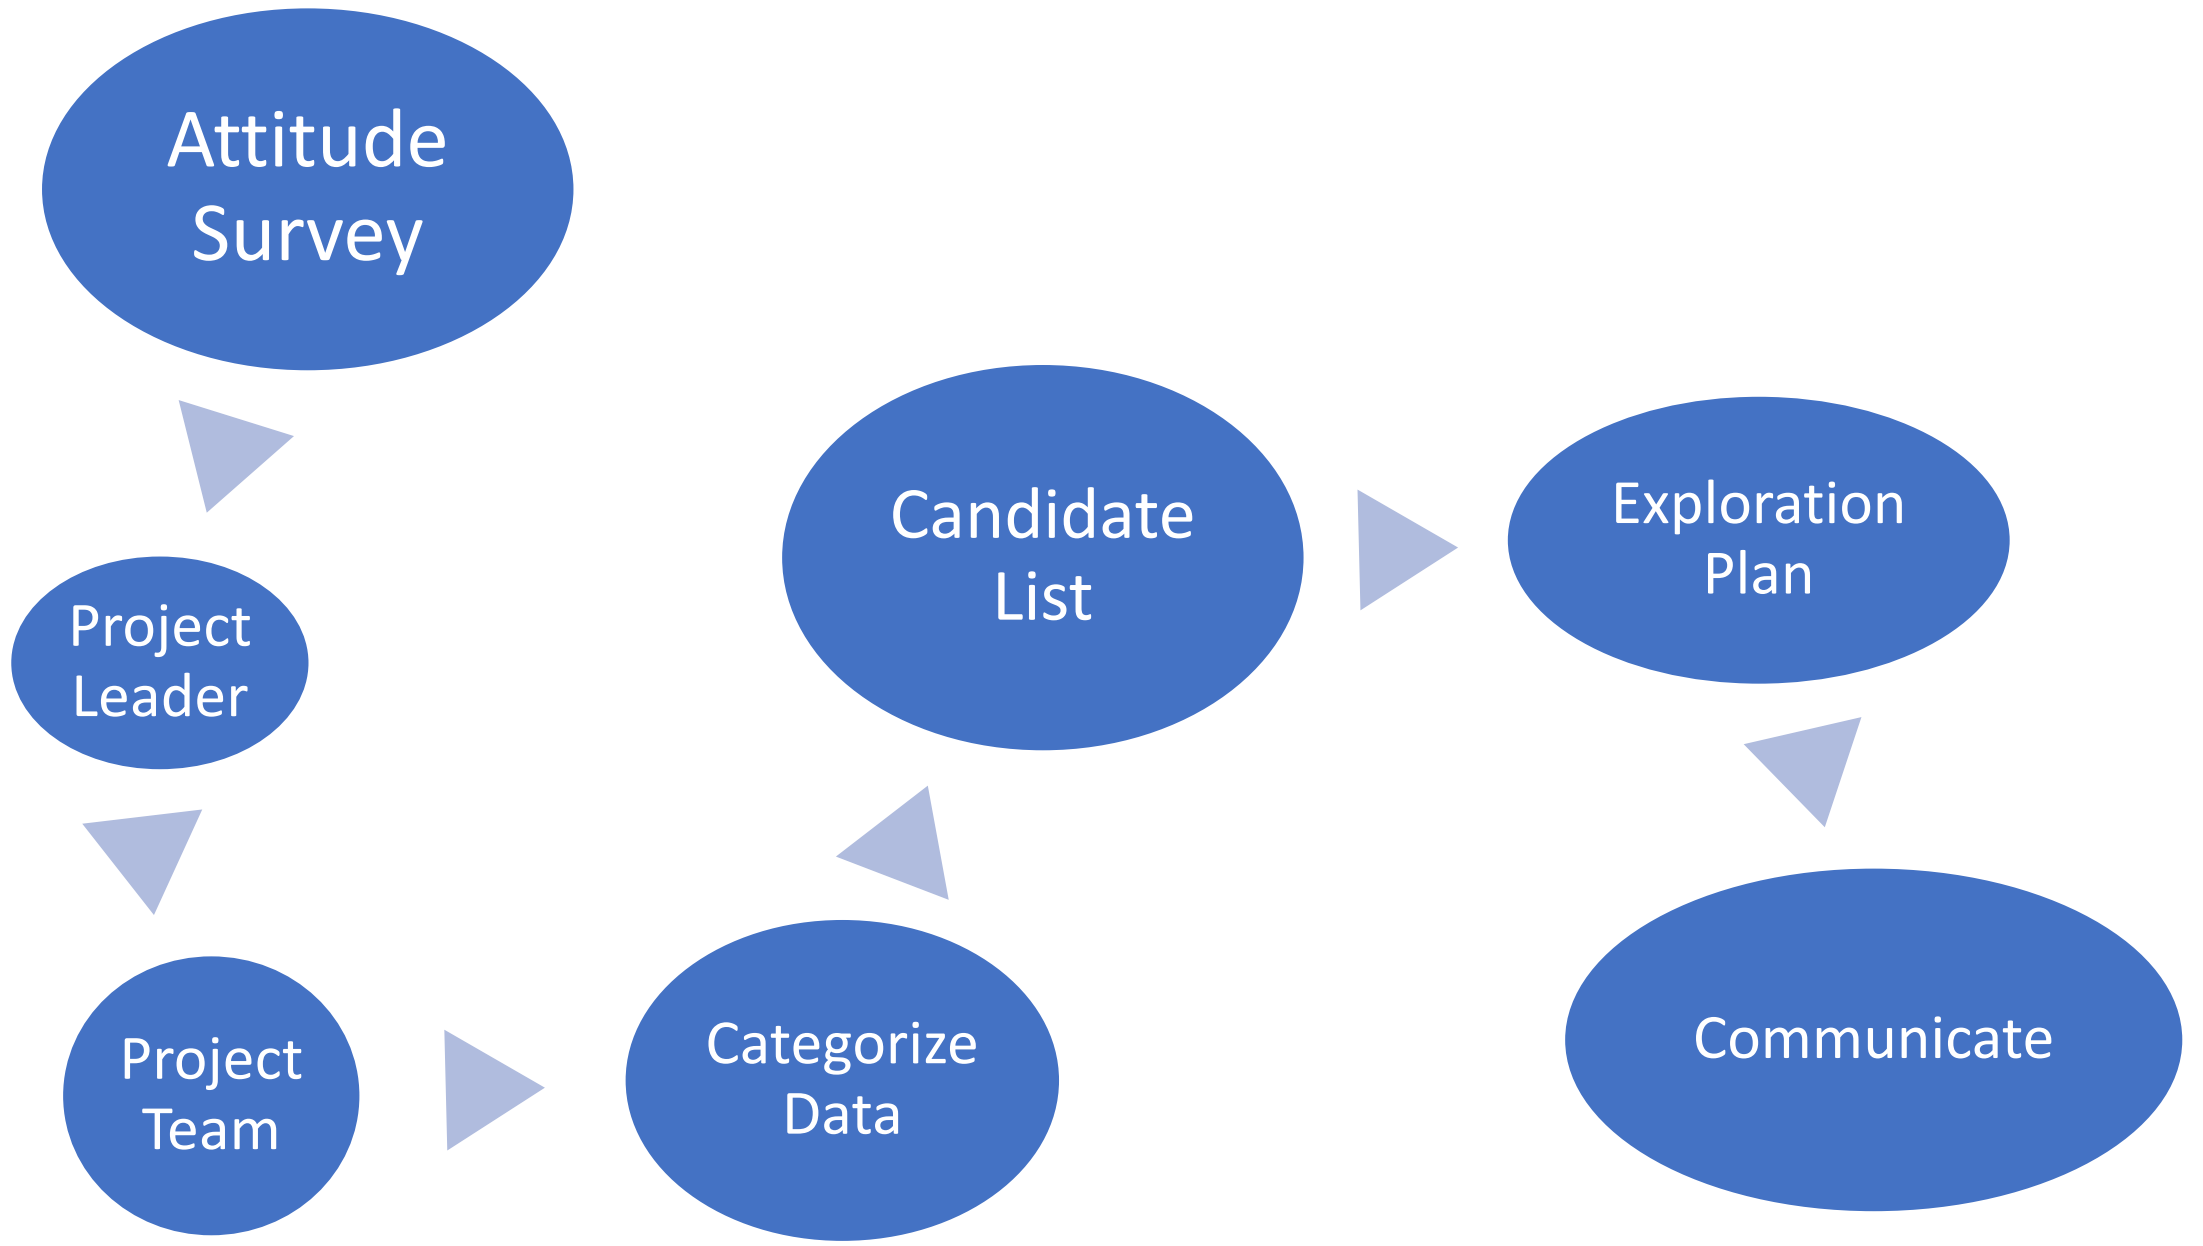 Attitude
Survey
Project
Leader
Project
Team
Categorize
Data
Candidate
List
Exploration
Plan
Communicate